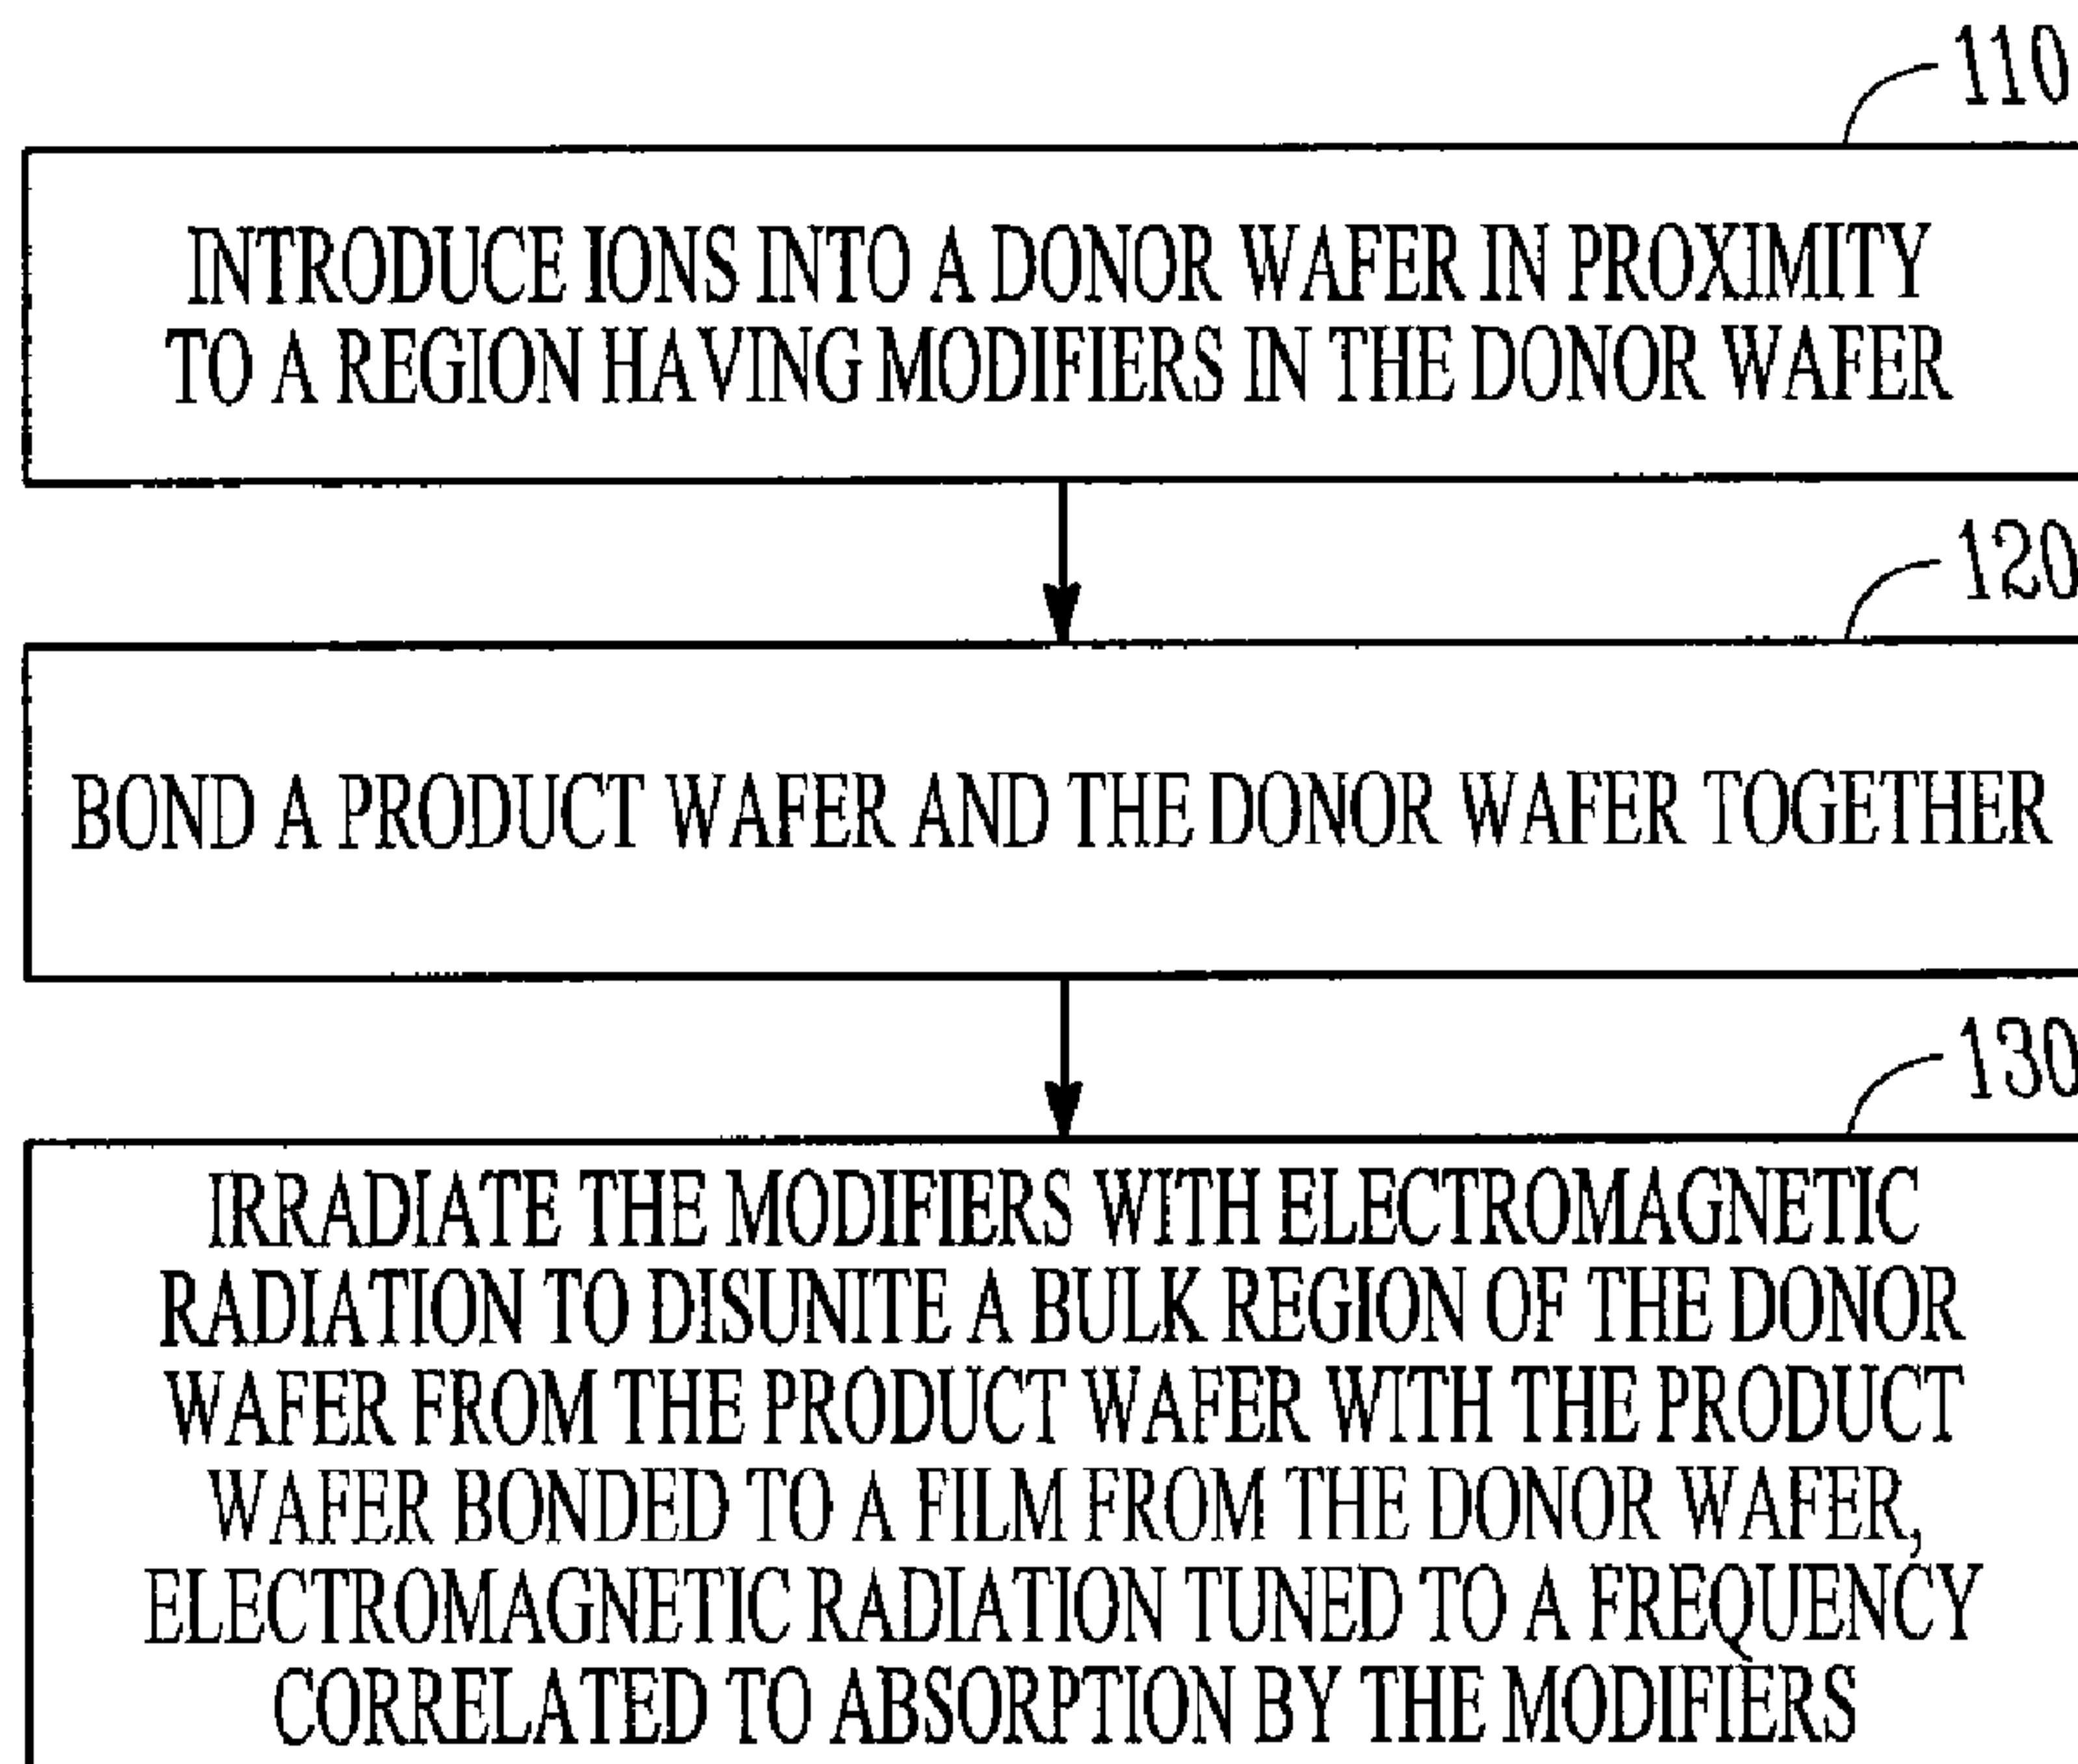 110
INTRODUCE IONS INTO A DONOR WAFER IN PROXIMITY
TO A REGION HAVING MODIFIERS IN THE DONOR WAFER
120
BOND A PRODUCT WAFER AND THE DONOR WAFER TOGETHER
130
IRRADIATE THE MODIFIERS WITH ELECTROMAGNETIC
RADIATION TO DISUNITE A BULK REGION OF THE DONOR
WAFER FROM THE PRODUCT WAFER WITH THE PRODUCT
WAFER BONDED TO A FILM FROM THE DONOR WAFER,
ELECTROMAGNETIC RADIATION TUNED TO A FREQUENCY
CORRELATED TO ABSORPTION BY THE MODIFIERS